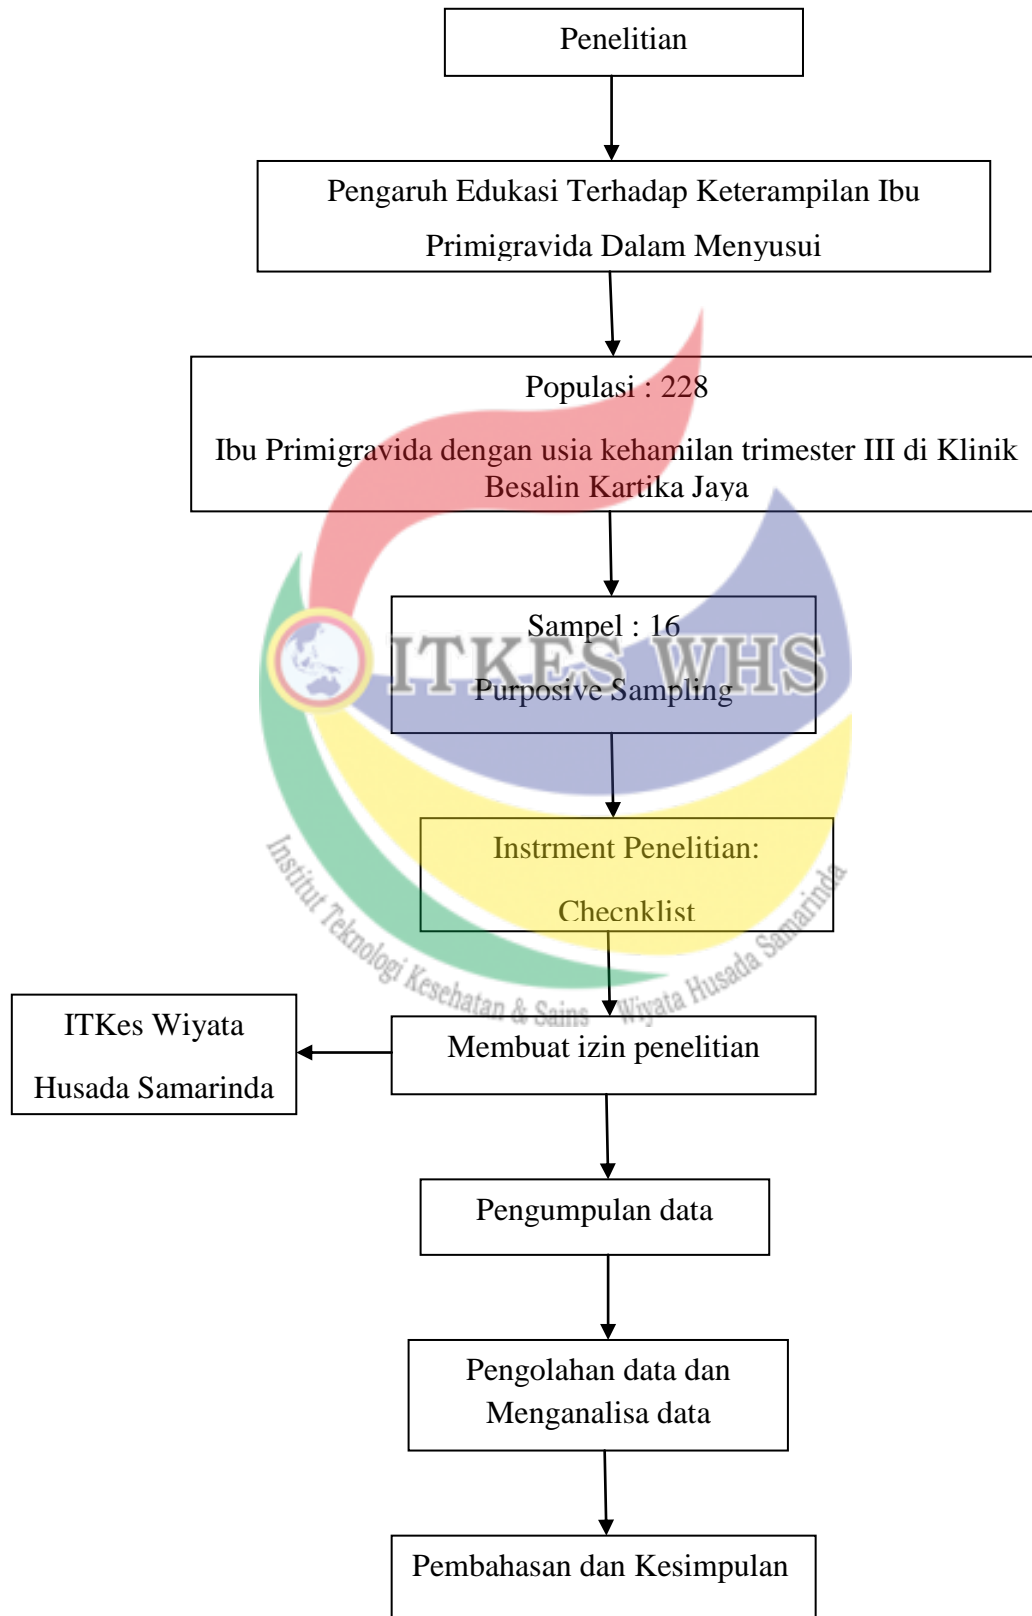 Penelitian
Pengaruh Edukasi Terhadap Keterampilan Ibu
Primigravida Dalam Menyusui
Populasi : 228
Ibu Primigravida dengan usia kehamilan trimester III di Klinik
Besalin Kartika Jaya
Sampel : 16
ITKES WHS
Purposive Sampling
Instrment Penelitian:
Checnklist
Institut Teknologi Kesehatan & Sains Wiyata Husada Samarinda
ITKes Wiyata
Husada Samarinda
Membuat izin penelitian
Pengumpulan data
Pengolahan data dan
Menganalisa data
Pembahasan dan Kesimpulan